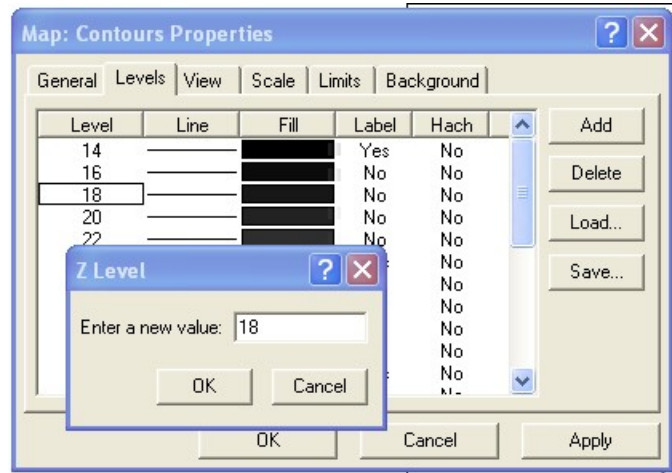 Map: Contours Properties
General Levels View Scale Limits Background
Level Line Fill Label Hach Add
14 Yes No
16 No No Delete
18 No No
20 No No Load...
22 No No
Z Level No Save...
No
Enter a new value: 18 No
No
No
OK Cancel No
OK Cancel Apply